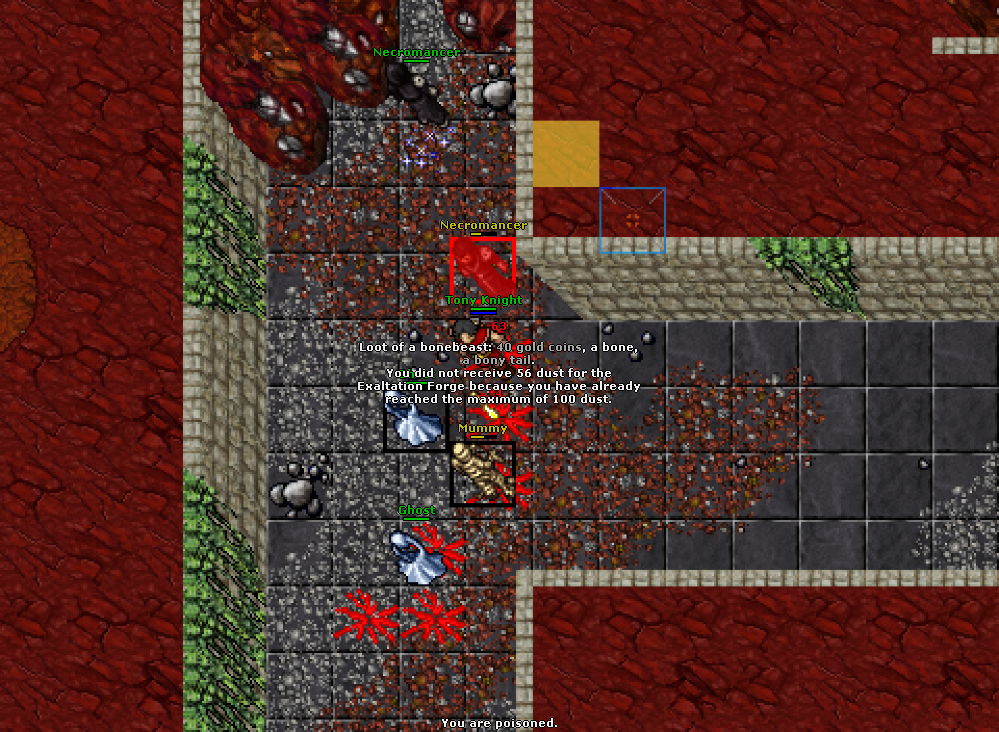 Necromancer
Necromancer
Tony Knight
63
Loot of a bonebeast: 40 gold coins, a bone,
a bony tail.
You did not receive 56 dust for the
Exaltation Forge because you have already
reached the maximum of 100 dust.
Mummy
Ghost
You are poisoned.